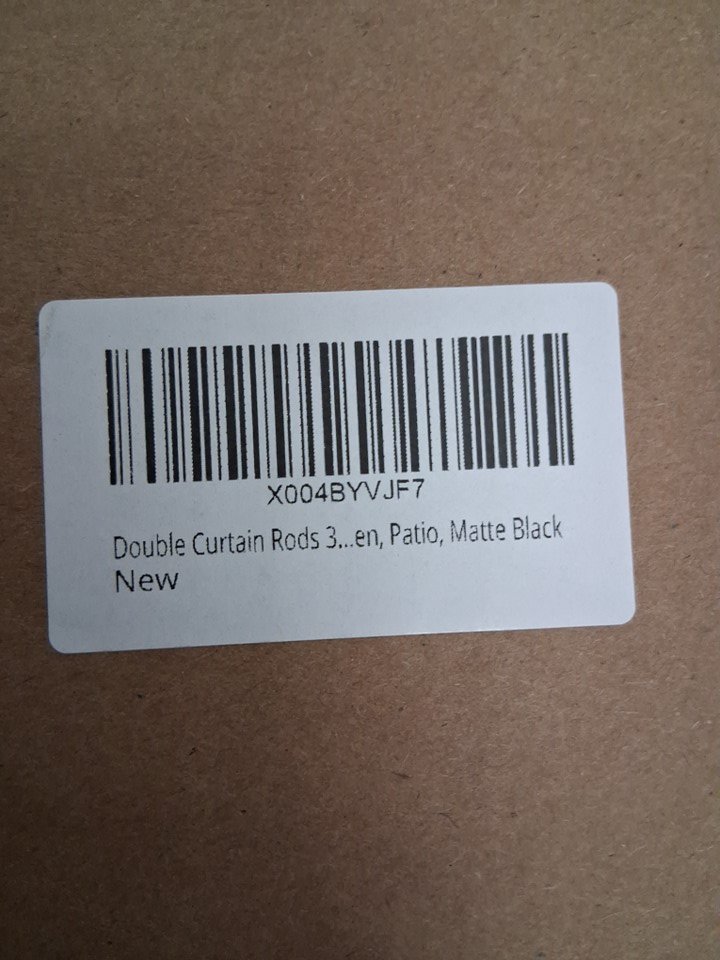 X004BYVJF7
Double Curtain Rods 3...en, Patio, Matte Black
New